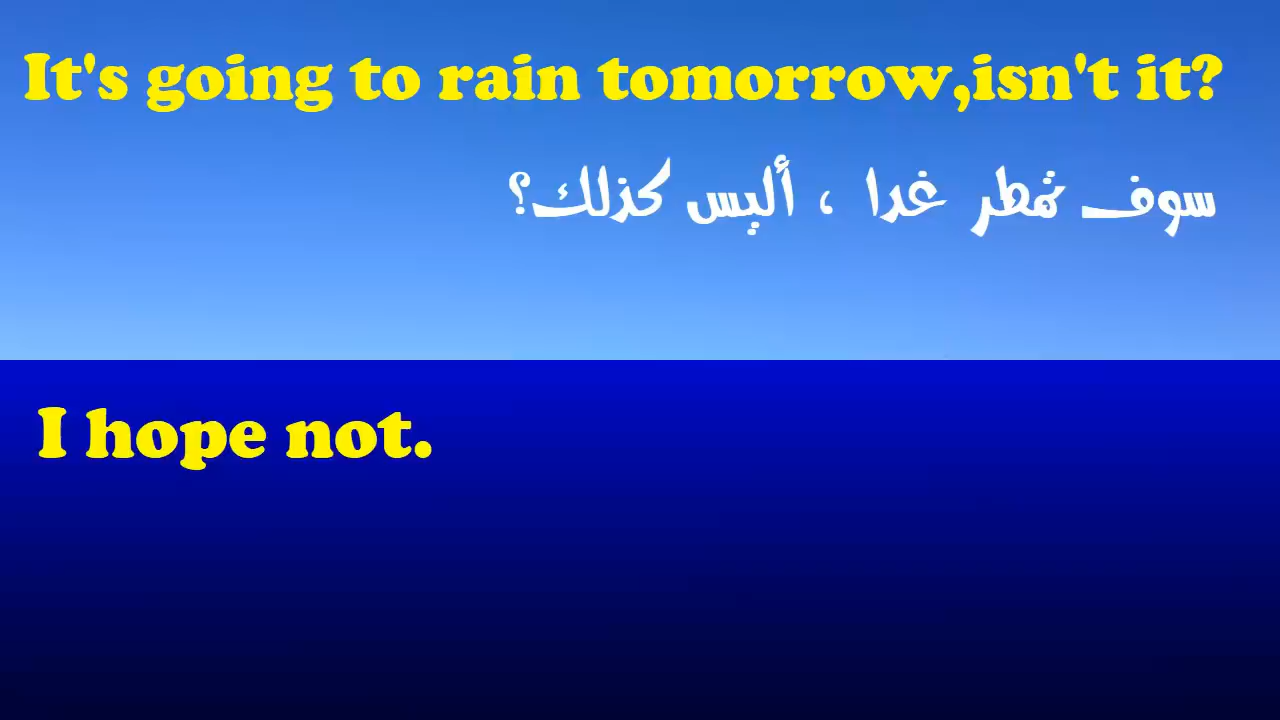 It's going to rain tomorrow,isn't it?
سوف تمطر غدا ، أليس كذلك؟
I hope not.